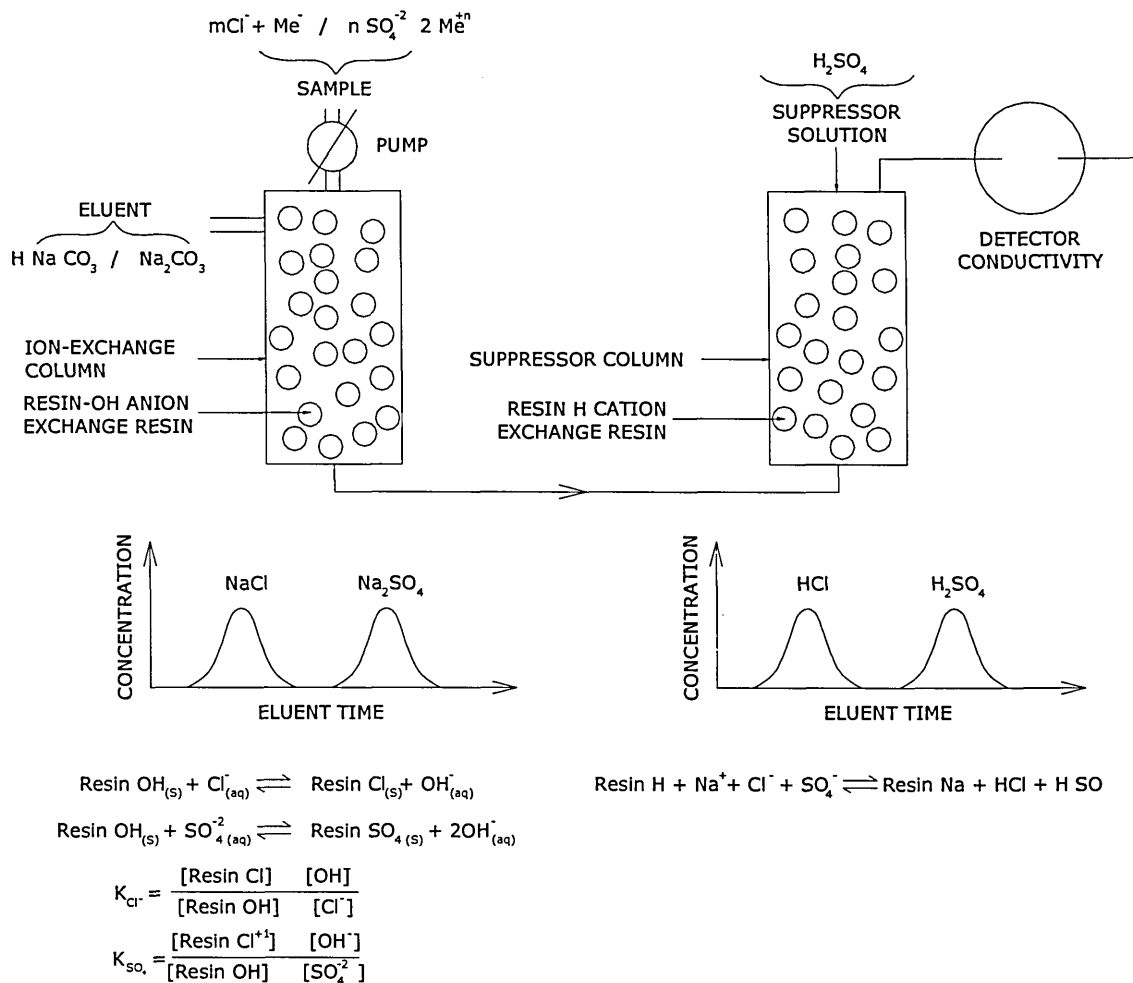 mCl⁻ + Me⁻ / n SO₄⁻² 2 Me⁺ⁿ
SAMPLE
PUMP
ELUENT
H Na CO₃ / Na₂CO₃
ION-EXCHANGE
COLUMN
RESIN-OH ANION
EXCHANGE RESIN
H₂SO₄
SUPPRESSOR
SOLUTION
DETECTOR
CONDUCTIVITY
SUPPRESSOR COLUMN
RESIN H CATION
EXCHANGE RESIN
CONCENTRATION
NaCl
Na₂SO₄
ELUENT TIME
CONCENTRATION
HCl
H₂SO₄
ELUENT TIME
Resin OH(S) + Cl⁻(aq) ⇌ Resin Cl(s) + OH⁻(aq)
Resin OH(S) + SO₄⁻²(aq) ⇌ Resin SO₄ (S) + 2OH⁻(aq)
K Cl⁻ = [Resin Cl] [OH]
[Resin OH] [Cl⁻]
K SO₄ = [Resin Cl⁺¹] [OH⁻]
[Resin OH] [SO₄⁻²]
Resin H + Na⁺ + Cl⁻ + SO₄⁻ ⇌ Resin Na + HCl + H SO